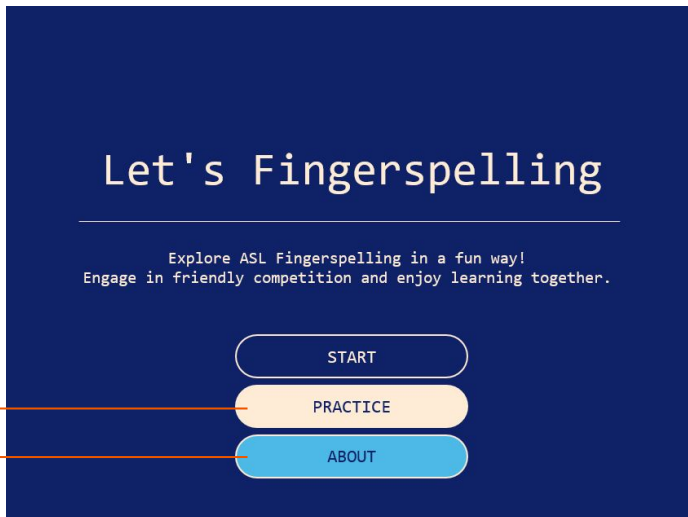 Let's Fingerspelling
Explore ASL Fingerspelling in a fun way!
Engage in friendly competition and enjoy learning together.
START
PRACTICE
ABOUT